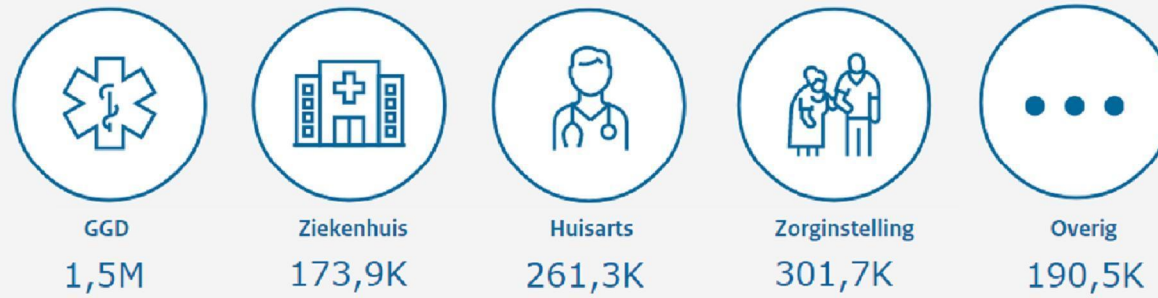 GGD Ziekenhuis Huisarts Zorginstelling Overig
1,5M 173,9K 261,3K 301,7K 190,5K